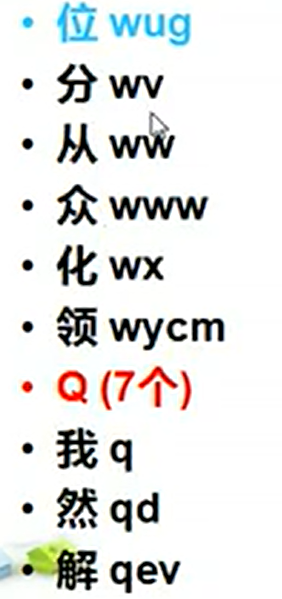 • 位 wug
• 分 wv
• 从 ww
• 众 www
• 化 wx
• 领 wycm
• Q (7个)
• 我 q
• 然 qd
• 解 qev